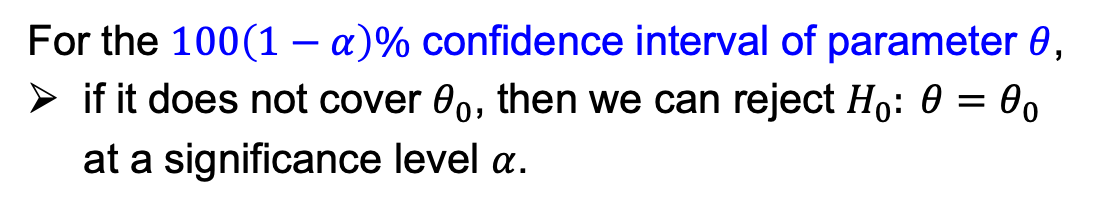 For the 100(1 − α)% confidence interval of parameter θ,
➢ if it does not cover θ₀, then we can reject H₀: θ = θ₀
at a significance level α.